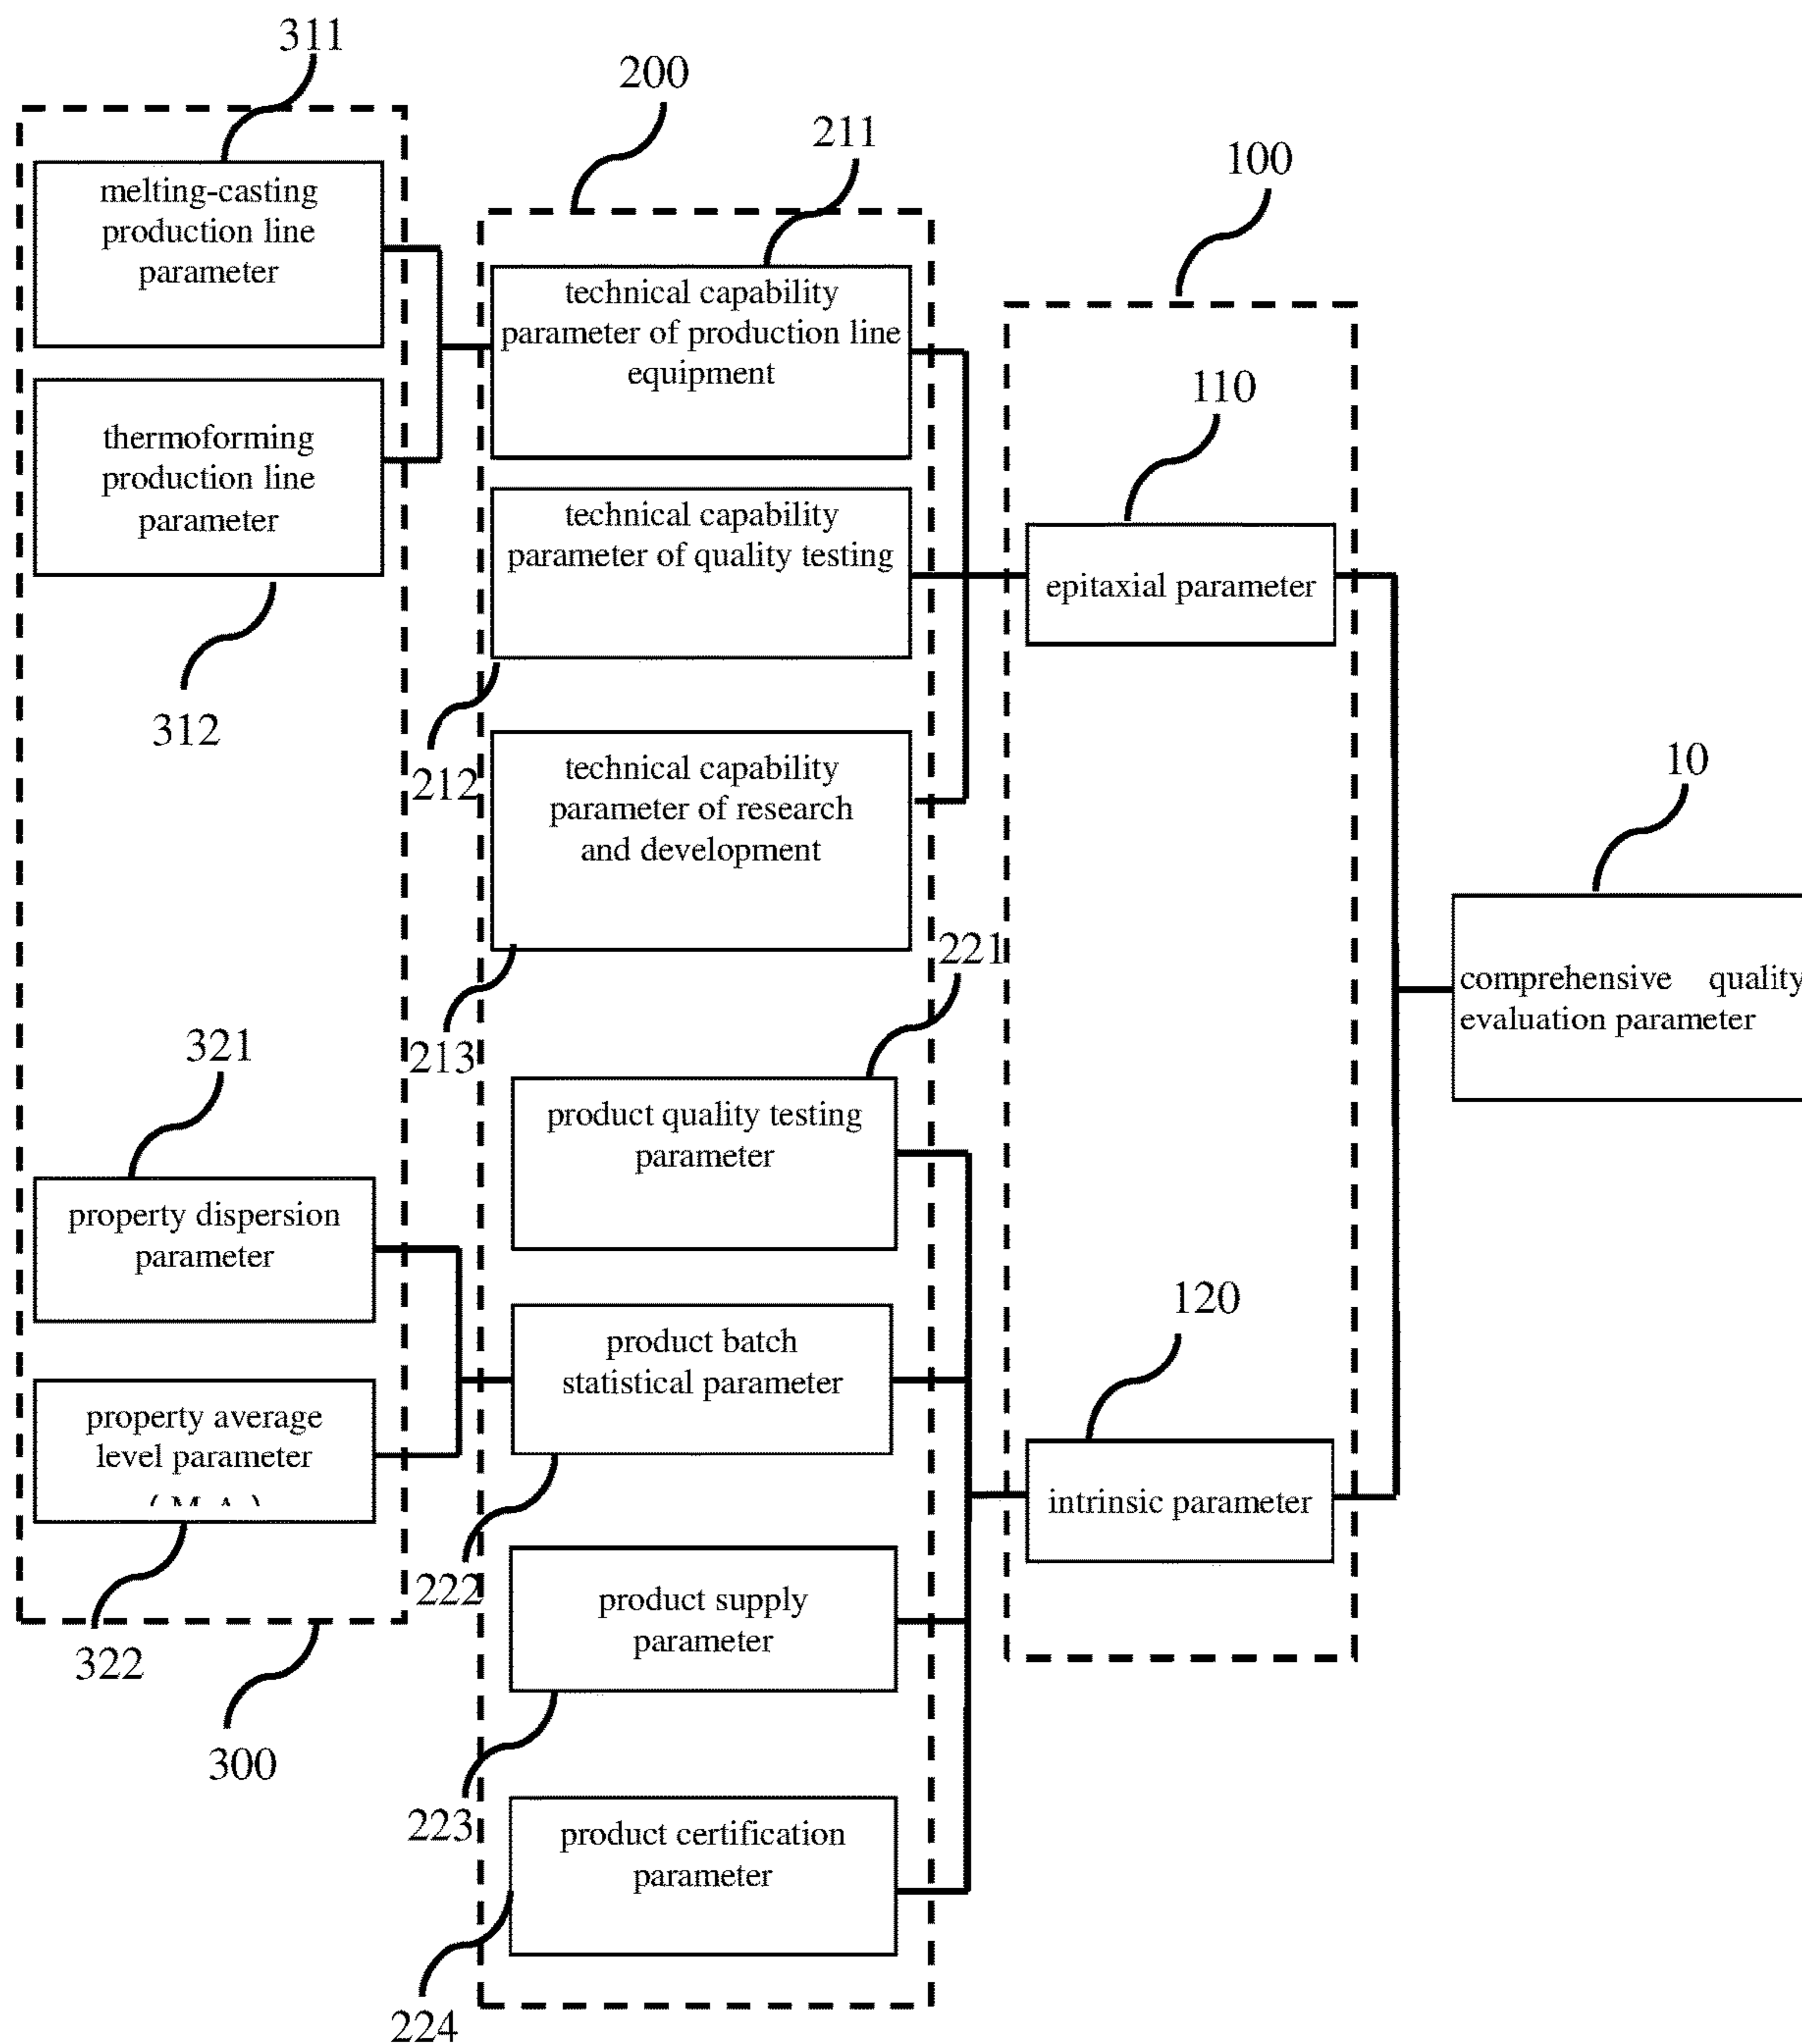 311
melting-casting
production line
parameter
thermoforming
production line
parameter
312
321
property dispersion
parameter
property average
level parameter
322
300
200
211
technical capability
parameter of production line
equipment
technical capability
parameter of quality testing
212
technical capability
parameter of research
and development
213
221
product quality testing
parameter
product batch
statistical parameter
222
product supply
parameter
223
product certification
parameter
224
100
110
epitaxial parameter
120
intrinsic parameter
10
comprehensive quality
evaluation parameter